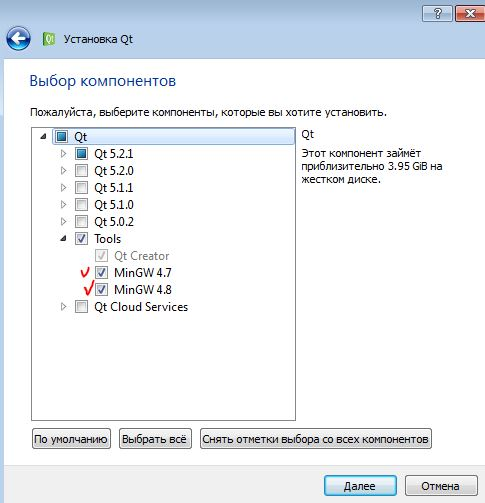 ?
Qt
Установка Qt
Выбор компонентов
Пожалуйста, выберите компоненты, которые вы хотите установить.
Qt
Qt 5.2.1
Qt 5.2.0
Qt 5.1.1
Qt 5.1.0
Qt 5.0.2
Tools
Qt Creator
MinGW 4.7
MinGW 4.8
Qt Cloud Services
Qt
Этот компонент займёт
приблизительно 3.95 GiB на
жестком диске.
По умолчанию
Выбрать всё
Снять отметки выбора со всех компонентов
Далее
Отмена